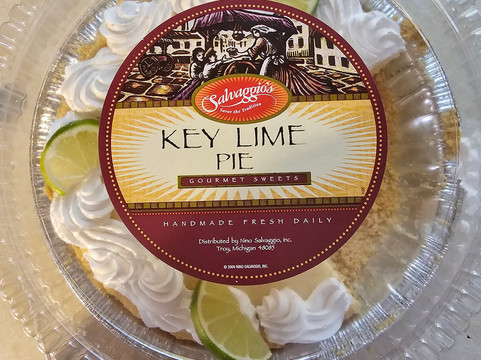 Salvaggio's
Savor the Tradition
KEY LIME
PIE
GOURMET SWEETS
HANDMADE FRESH DAILY
Distributed by Nino Salvaggio, Inc.
Troy, Michigan 48085
© 2004 NINO SALVAGGIO, INC.